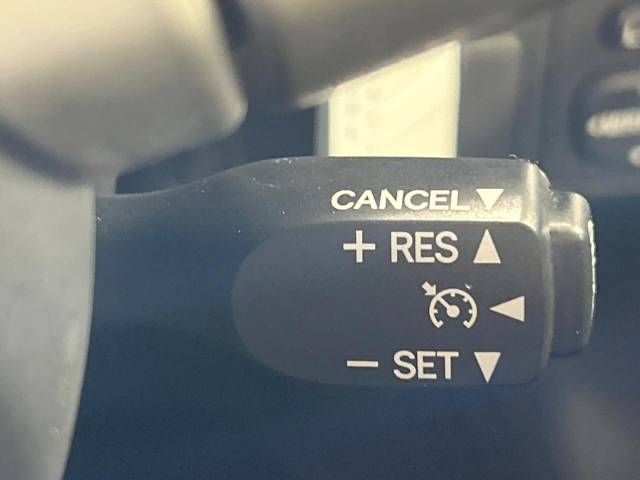 CANCEL ▼
+ RES ▲
◀
− SET ▼